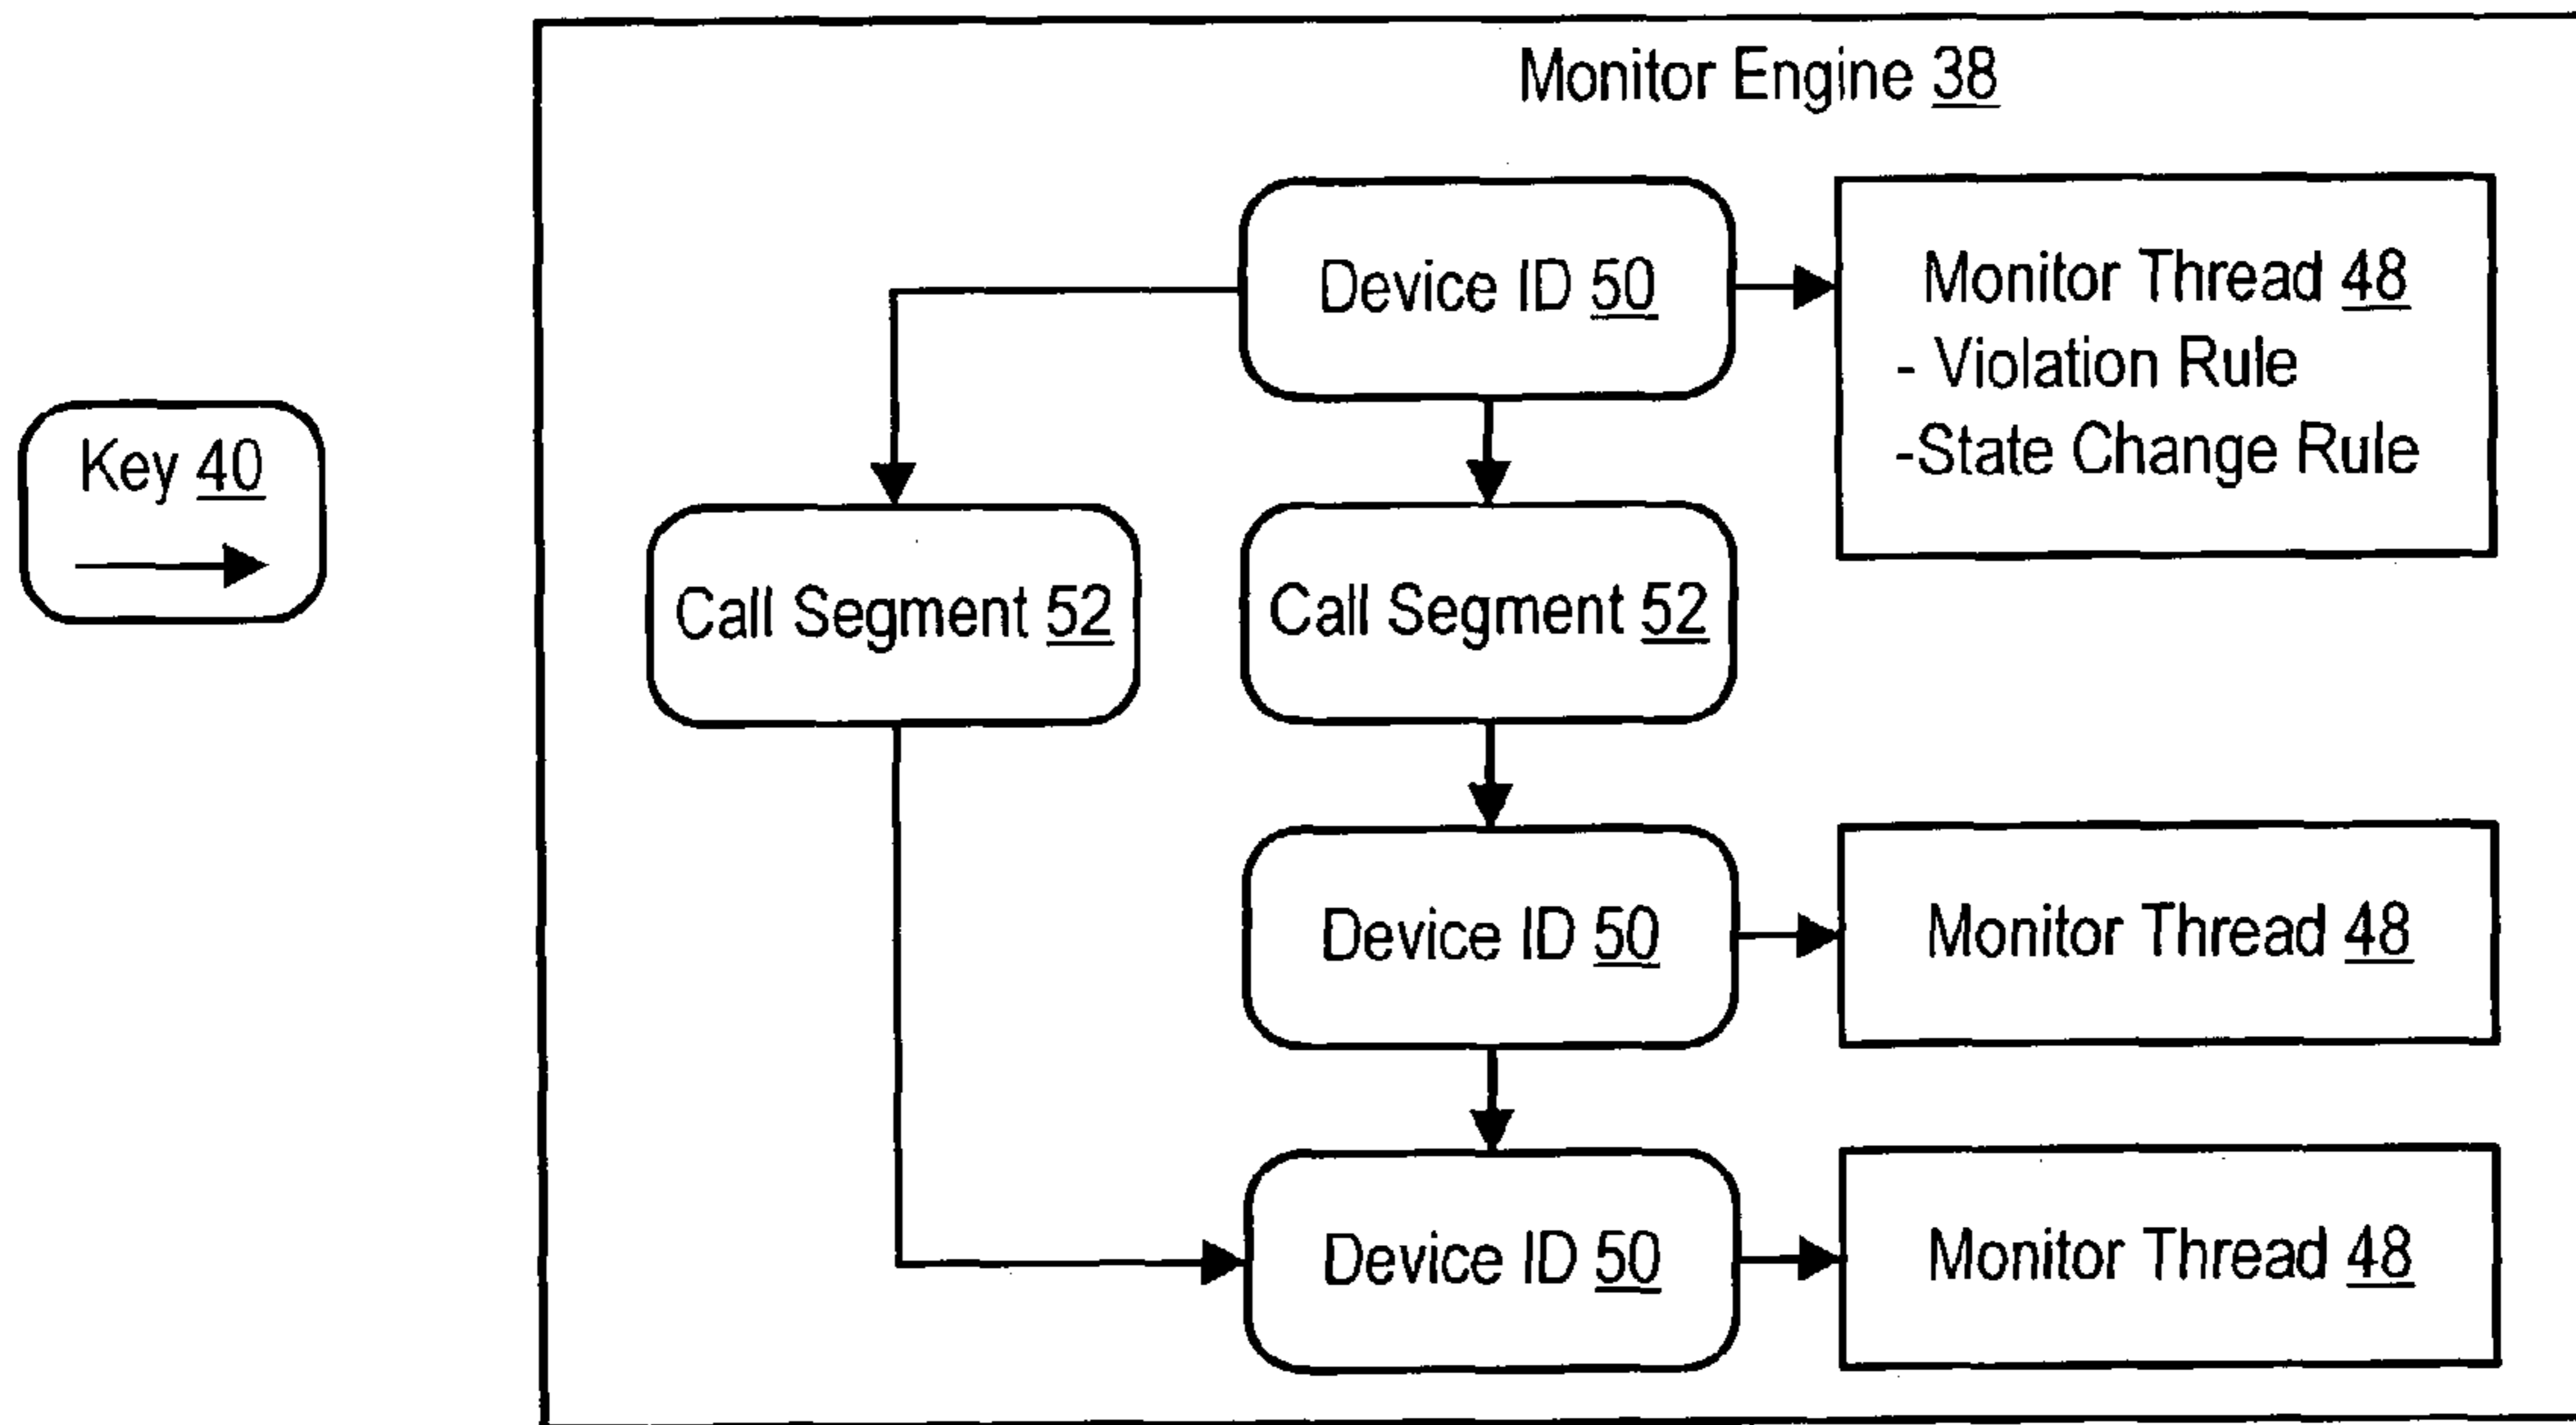 Monitor Engine 38
Device ID 50
Monitor Thread 48
- Violation Rule
-State Change Rule
Key 40
Call Segment 52
Call Segment 52
Device ID 50
Monitor Thread 48
Device ID 50
Monitor Thread 48